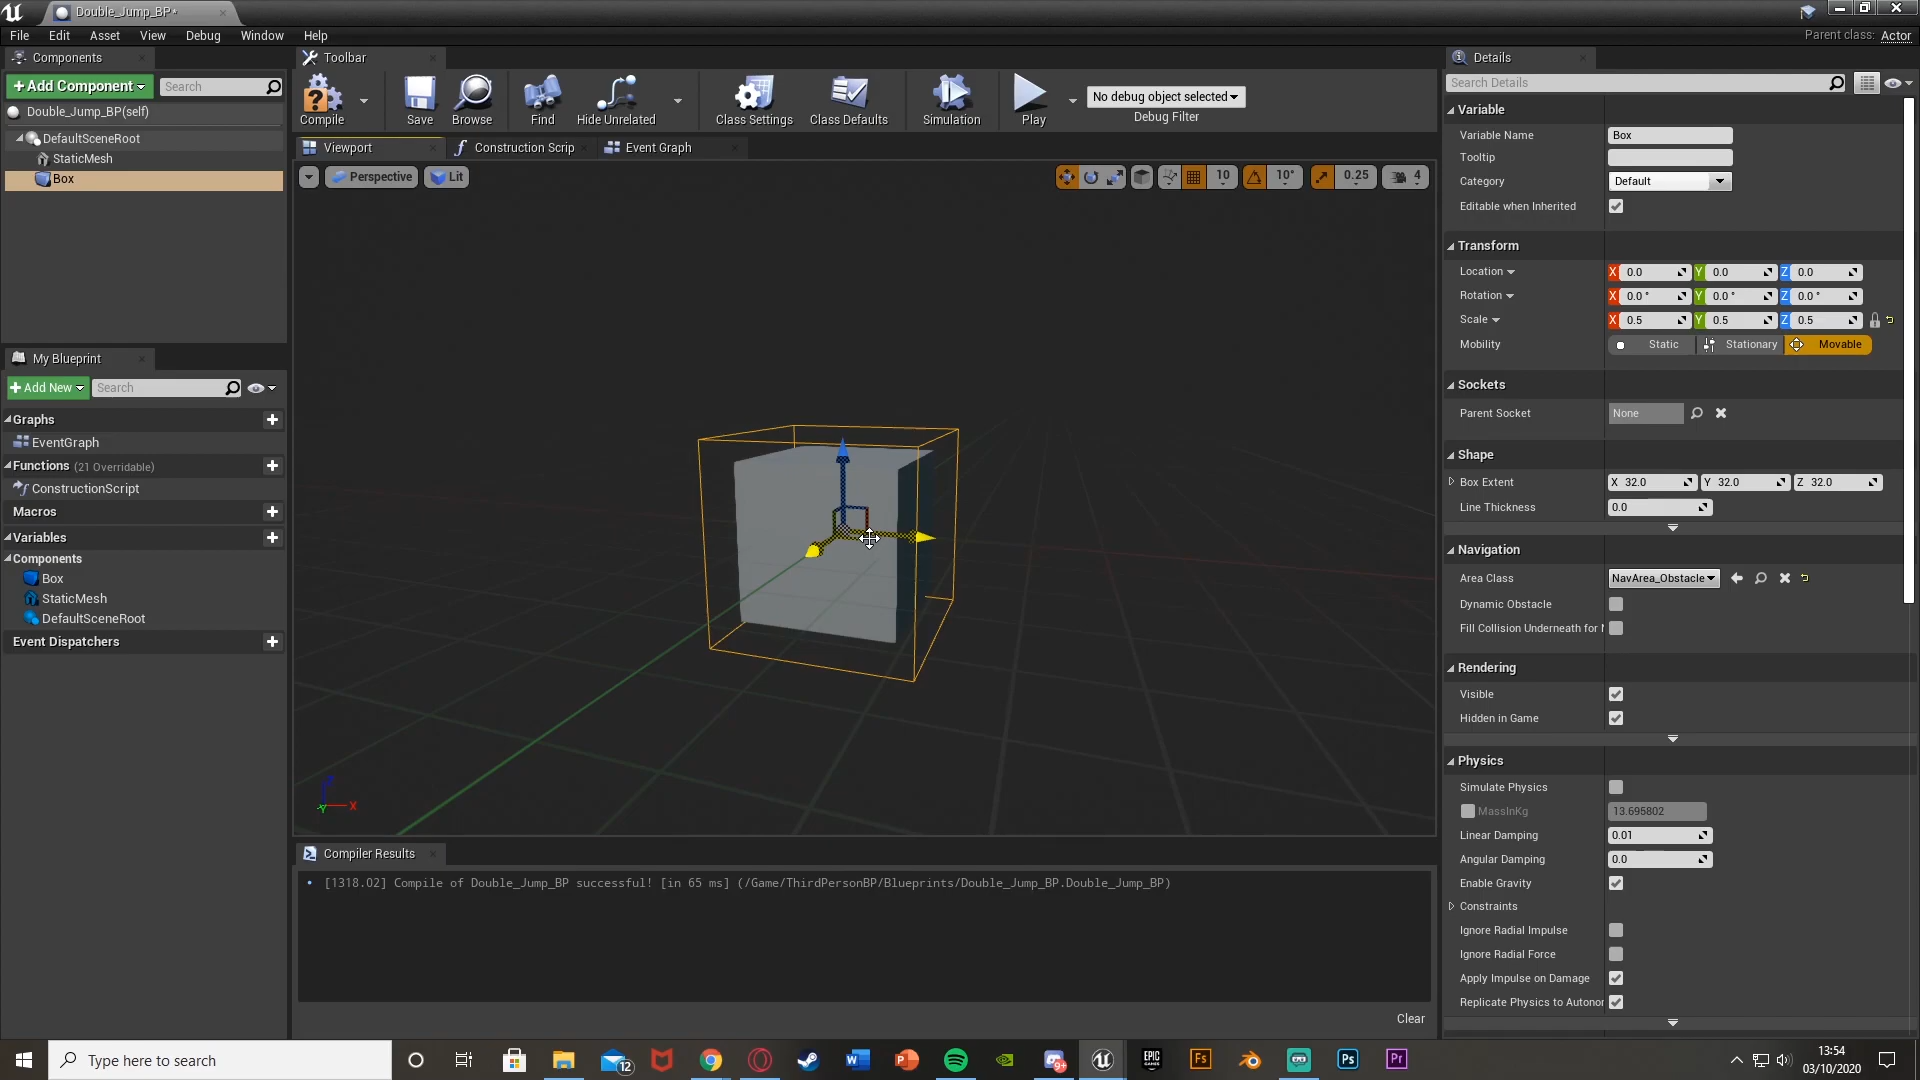 Double_Jump_BP*
File Edit Asset View Debug Window Help
Parent class: Actor
Components
+Add Component
Search
Double_Jump_BP(self)
DefaultSceneRoot
StaticMesh
Box
My Blueprint
+Add New
Search
Graphs
EventGraph
Functions (21 Overridable)
ConstructionScript
Macros
Variables
Components
Box
StaticMesh
DefaultSceneRoot
Event Dispatchers
Toolbar
Compile Save Browse Find Hide Unrelated Class Settings Class Defaults Simulation Play
No debug object selected
Debug Filter
Viewport Construction Scrip Event Graph
Perspective Lit
10 10° 0.25 4
Z
Y X
Compiler Results
• [1318.02] Compile of Double_Jump_BP successful! [in 65 ms] (/Game/ThirdPersonBP/Blueprints/Double_Jump_BP.Double_Jump_BP)
Clear
Details
Search Details
Variable
Variable Name Box
Tooltip
Category Default
Editable when Inherited
Transform
Location X 0.0 Y 0.0 Z 0.0
Rotation X 0.0 ° Y 0.0 ° Z 0.0 °
Scale X 0.5 Y 0.5 Z 0.5
Mobility Static Stationary Movable
Sockets
Parent Socket None
Shape
Box Extent X 32.0 Y 32.0 Z 32.0
Line Thickness 0.0
Navigation
Area Class NavArea_Obstacle
Dynamic Obstacle
Fill Collision Underneath for
Rendering
Visible
Hidden in Game
Physics
Simulate Physics
MassInKg 13.695802
Linear Damping 0.01
Angular Damping 0.0
Enable Gravity
Constraints
Ignore Radial Impulse
Ignore Radial Force
Apply Impulse on Damage
Replicate Physics to Autonor
Type here to search
12
W P 9+ EPIC GAMES Fs Ps Pr
13:54
03/10/2020